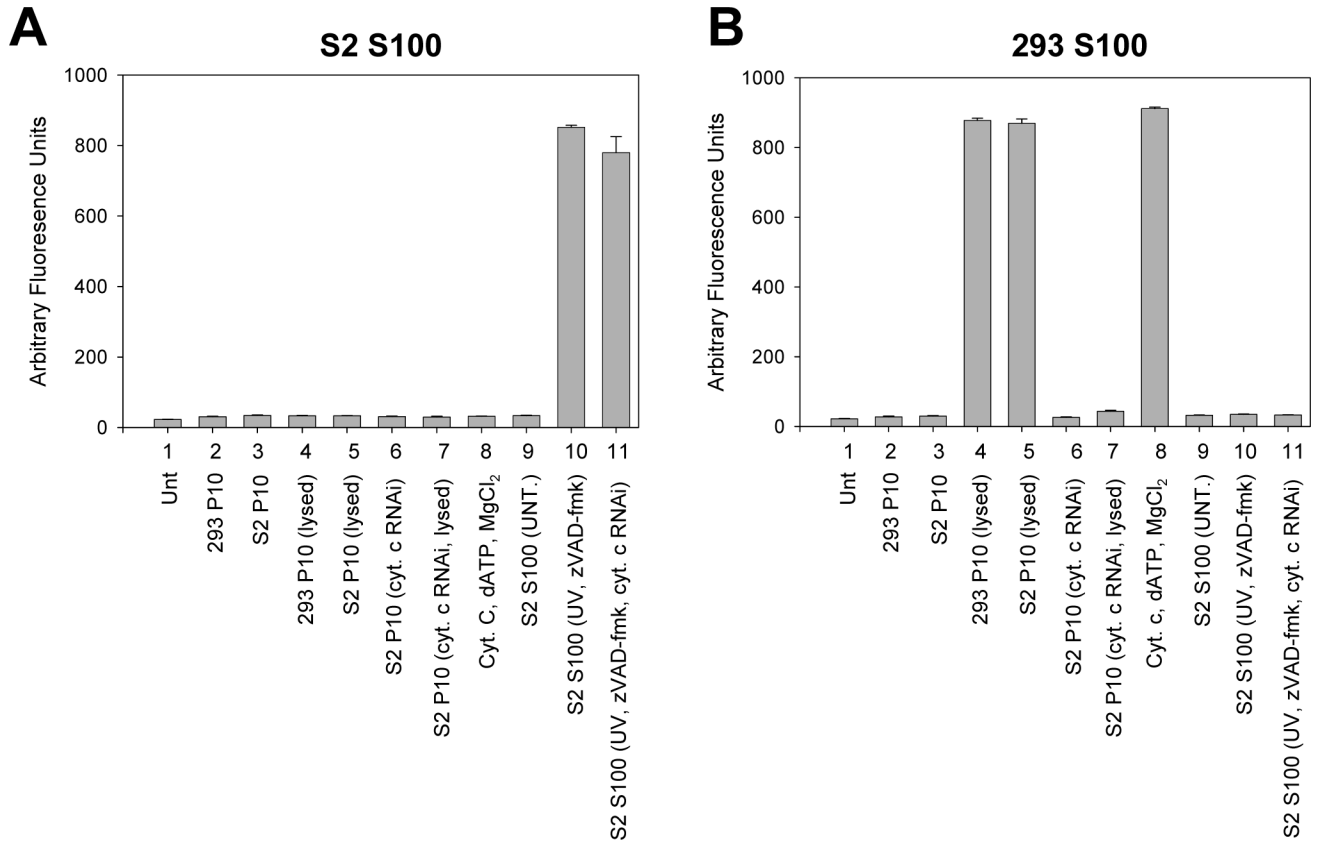 A
S2 S100
Arbitrary Fluoresence Units
1000
800
600
400
200
0
1 2 3 4 5 6 7 8 9 10 11
Unt
293 P10
S2 P10
293 P10 (lysed)
S2 P10 (lysed)
S2 P10 (cyt. c RNAi)
S2 P10 (cyt. c RNAi, lysed)
Cyt. C, dATP, MgCl₂
S2 S100 (UNT.)
S2 S100 (UV, zVAD-fmk)
S2 S100 (UV, zVAD-fmk, cyt. c RNAi)
B
293 S100
Arbitrary Fluorescence Units
1000
800
600
400
200
0
1 2 3 4 5 6 7 8 9 10 11
Unt
293 P10
S2 P10
293 P10 (lysed)
S2 P10 (lysed)
S2 P10 (cyt. c RNAi)
S2 P10 (cyt. c RNAi, lysed)
Cyt. c, dATP, MgCl₂
S2 S100 (UNT.)
S2 S100 (UV, zVAD-fmk)
S2 S100 (UV, zVAD-fmk, cyt. c RNAi)